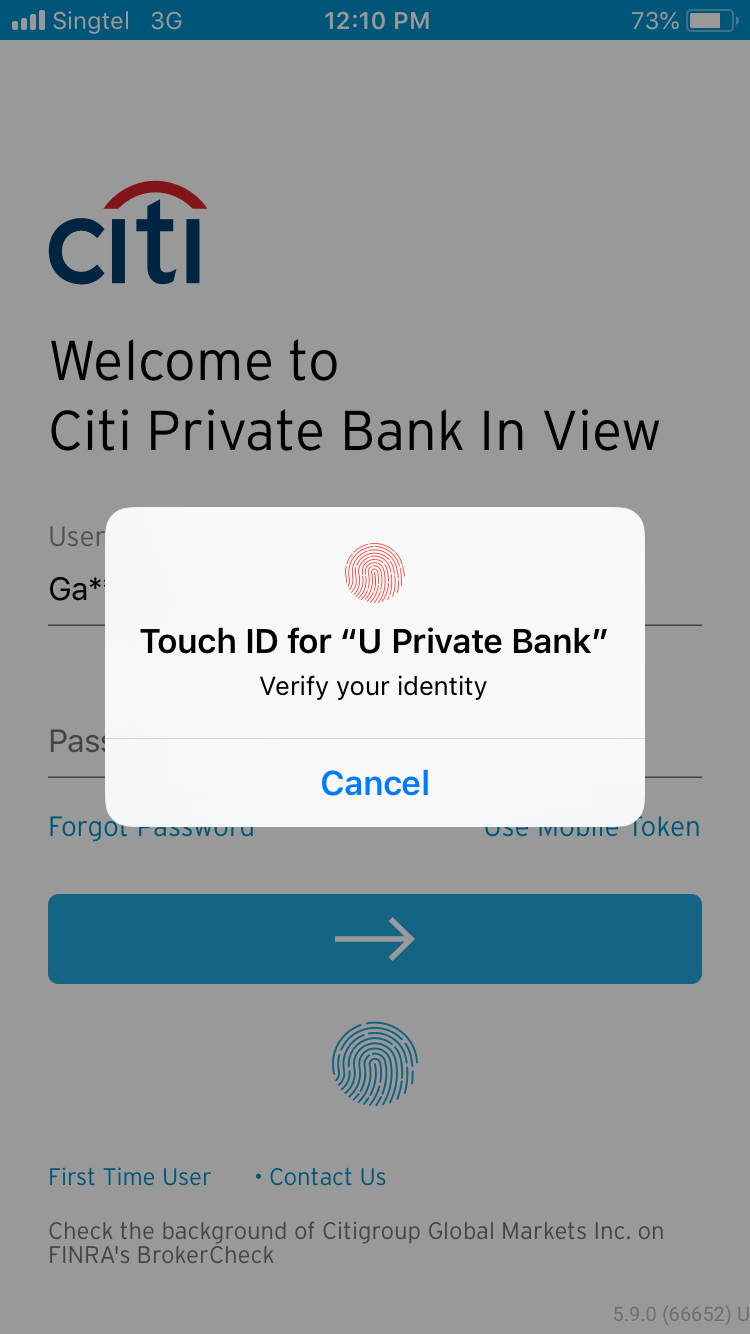 Singtel 3G 12:10 PM 73%
citi
Welcome to
Citi Private Bank In View
User
Ga**
Touch ID for “U Private Bank”
Verify your identity
Pass
Cancel
Forgot Password Use Mobile Token
First Time User • Contact Us
Check the background of Citigroup Global Markets Inc. on
FINRA's BrokerCheck
5.9.0 (66652) U